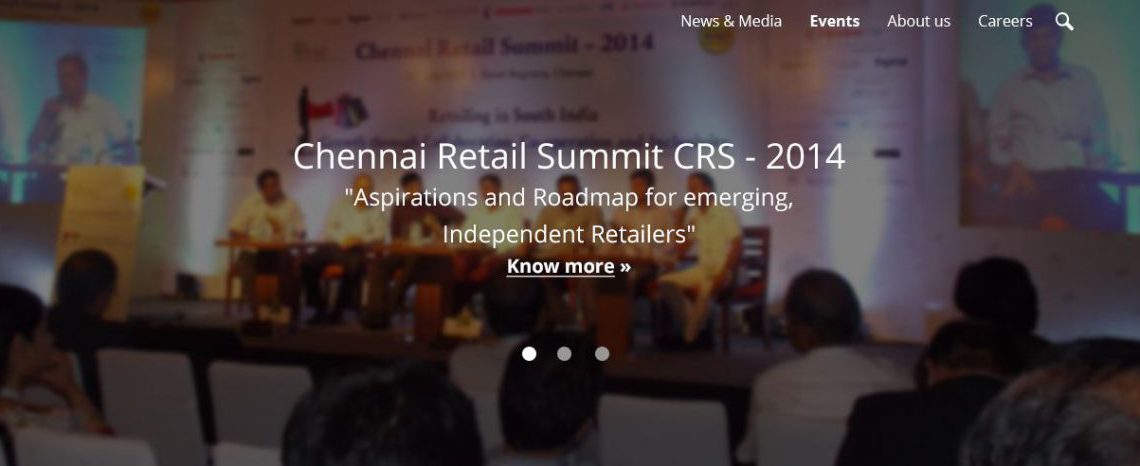 News & Media Events About us Careers
Chennai Retail Summit - 2014
Retailing in South India
Chennai Retail Summit CRS - 2014
"Aspirations and Roadmap for emerging,
Independent Retailers"
Know more »